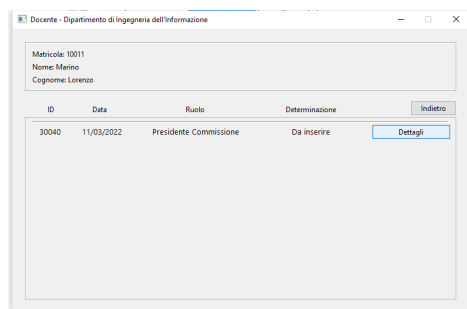 Docente - Dipartimento di Ingegneria dell'Informazione
Matricola: 10011
Nome: Marino
Cognome: Lorenzo
ID Data Ruolo Determinazione Indietro
30040 11/03/2022 Presidente Commissione Da inserire Dettagli